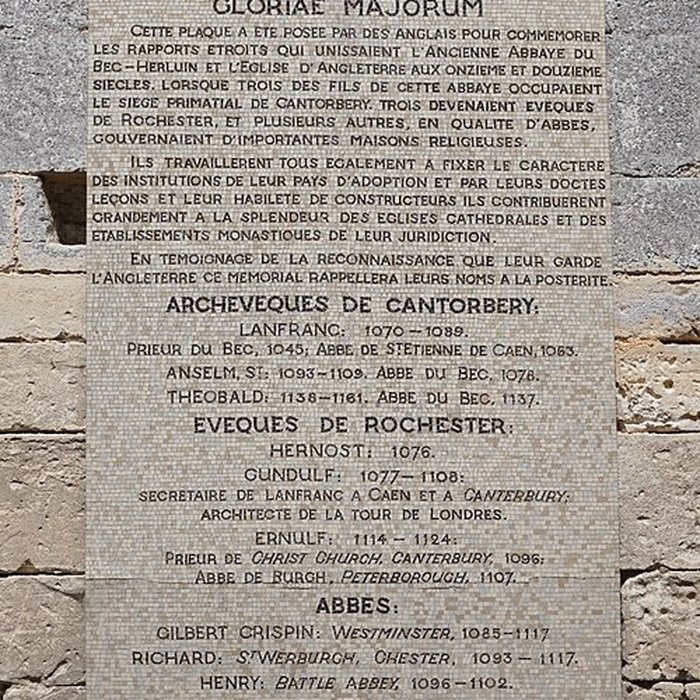 GLORIAE MAJORUM
CETTE PLAQUE A ETE POSEE PAR DES ANGLAIS POUR COMMEMORER
LES RAPPORTS ETROITS QUI UNISSAIENT L'ANCIENNE ABBAYE DU
BEC-HERLUIN ET L'EGLISE D'ANGLETERRE AUX ONZIEME ET DOUZIEME
SIECLES. LORSQUE TROIS DES FILS DE CETTE ABBAYE OCCUPAIENT
LE SIEGE PRIMATIAL DE CANTORBERY. TROIS DEVENAIENT EVEQUES
DE ROCHESTER, ET PLUSIEURS AUTRES, EN QUALITE D'ABBES,
GOUVERNAIENT D'IMPORTANTES MAISONS RELIGIEUSES.
ILS TRAVAILLERENT TOUS EGALEMENT A FIXER LE CARACTERE
DES INSTITUTIONS DE LEUR PAYS D'ADOPTION ET PAR LEURS DOCTES
LEÇONS ET LEUR HABILETE DE CONSTRUCTEURS ILS CONTRIBUERENT
GRANDEMENT A LA SPLENDEUR DES EGLISES CATHEDRALES ET DES
ETABLISSEMENTS MONASTIQUES DE LEUR JURIDICTION.
EN TEMOIGNAGE DE LA RECONNAISSANCE QUE LEUR GARDE
L'ANGLETERRE CE MEMORIAL RAPPELLERA LEURS NOMS A LA POSTERITE.
ARCHEVEQUES DE CANTORBERY:
LANFRANC: 1070-1089.
PRIEUR DU BEC, 1045; ABBE DE ST ETIENNE DE CAEN, 1063.
ANSELM, ST: 1093-1109. ABBE DU BEC, 1078.
THEOBALD: 1138-1161. ABBE DU BEC, 1137.
EVEQUES DE ROCHESTER:
HERNOST: 1076.
GUNDULF: 1077-1108:
SECRETAIRE DE LANFRANC A CAEN ET A CANTERBURY;
ARCHITECTE DE LA TOUR DE LONDRES.
ERNULF: 1114-1124:
PRIEUR DE CHRIST CHURCH, CANTERBURY, 1096;
ABBE DE BURGH, PETERBOROUGH, 1107.
ABBES:
GILBERT CRISPIN: WESTMINSTER, 1085-1117
RICHARD: ST WERBURGH, CHESTER, 1093-1117.
HENRY: BATTLE ABBEY, 1096-1102.